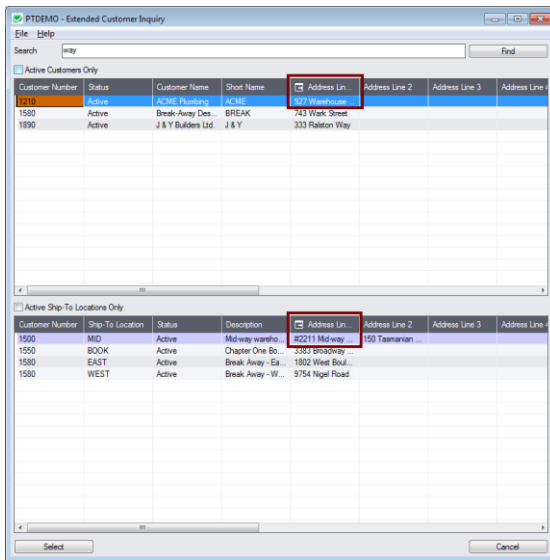 PTDEMO - Extended Customer Inquiry
File Help
Search way Find
Active Customers Only
Customer Number Status Customer Name Short Name Address Lin... Address Line 2 Address Line 3 Address Line 4
1210 Active ACME Plumbing ACME 927 Warehouse ...
1580 Active Break-Away Des... BREAK 743 Wark Street
1890 Active J & Y Builders Ltd. J & Y 333 Ralston Way
Active Ship-To Locations Only
Customer Number Ship-To Location Status Description Address Lin... Address Line 2 Address Line 3 Address Line 4
1500 MID Active Mid-way wareho... #2211 Mid-way ... 150 Tasmanian ...
1550 BOOK Active Chapter One Bo... 3383 Broadway ...
1580 EAST Active Break Away - Ea... 1802 West Boul...
1580 WEST Active Break Away - W... 9754 Nigel Road
Select Cancel